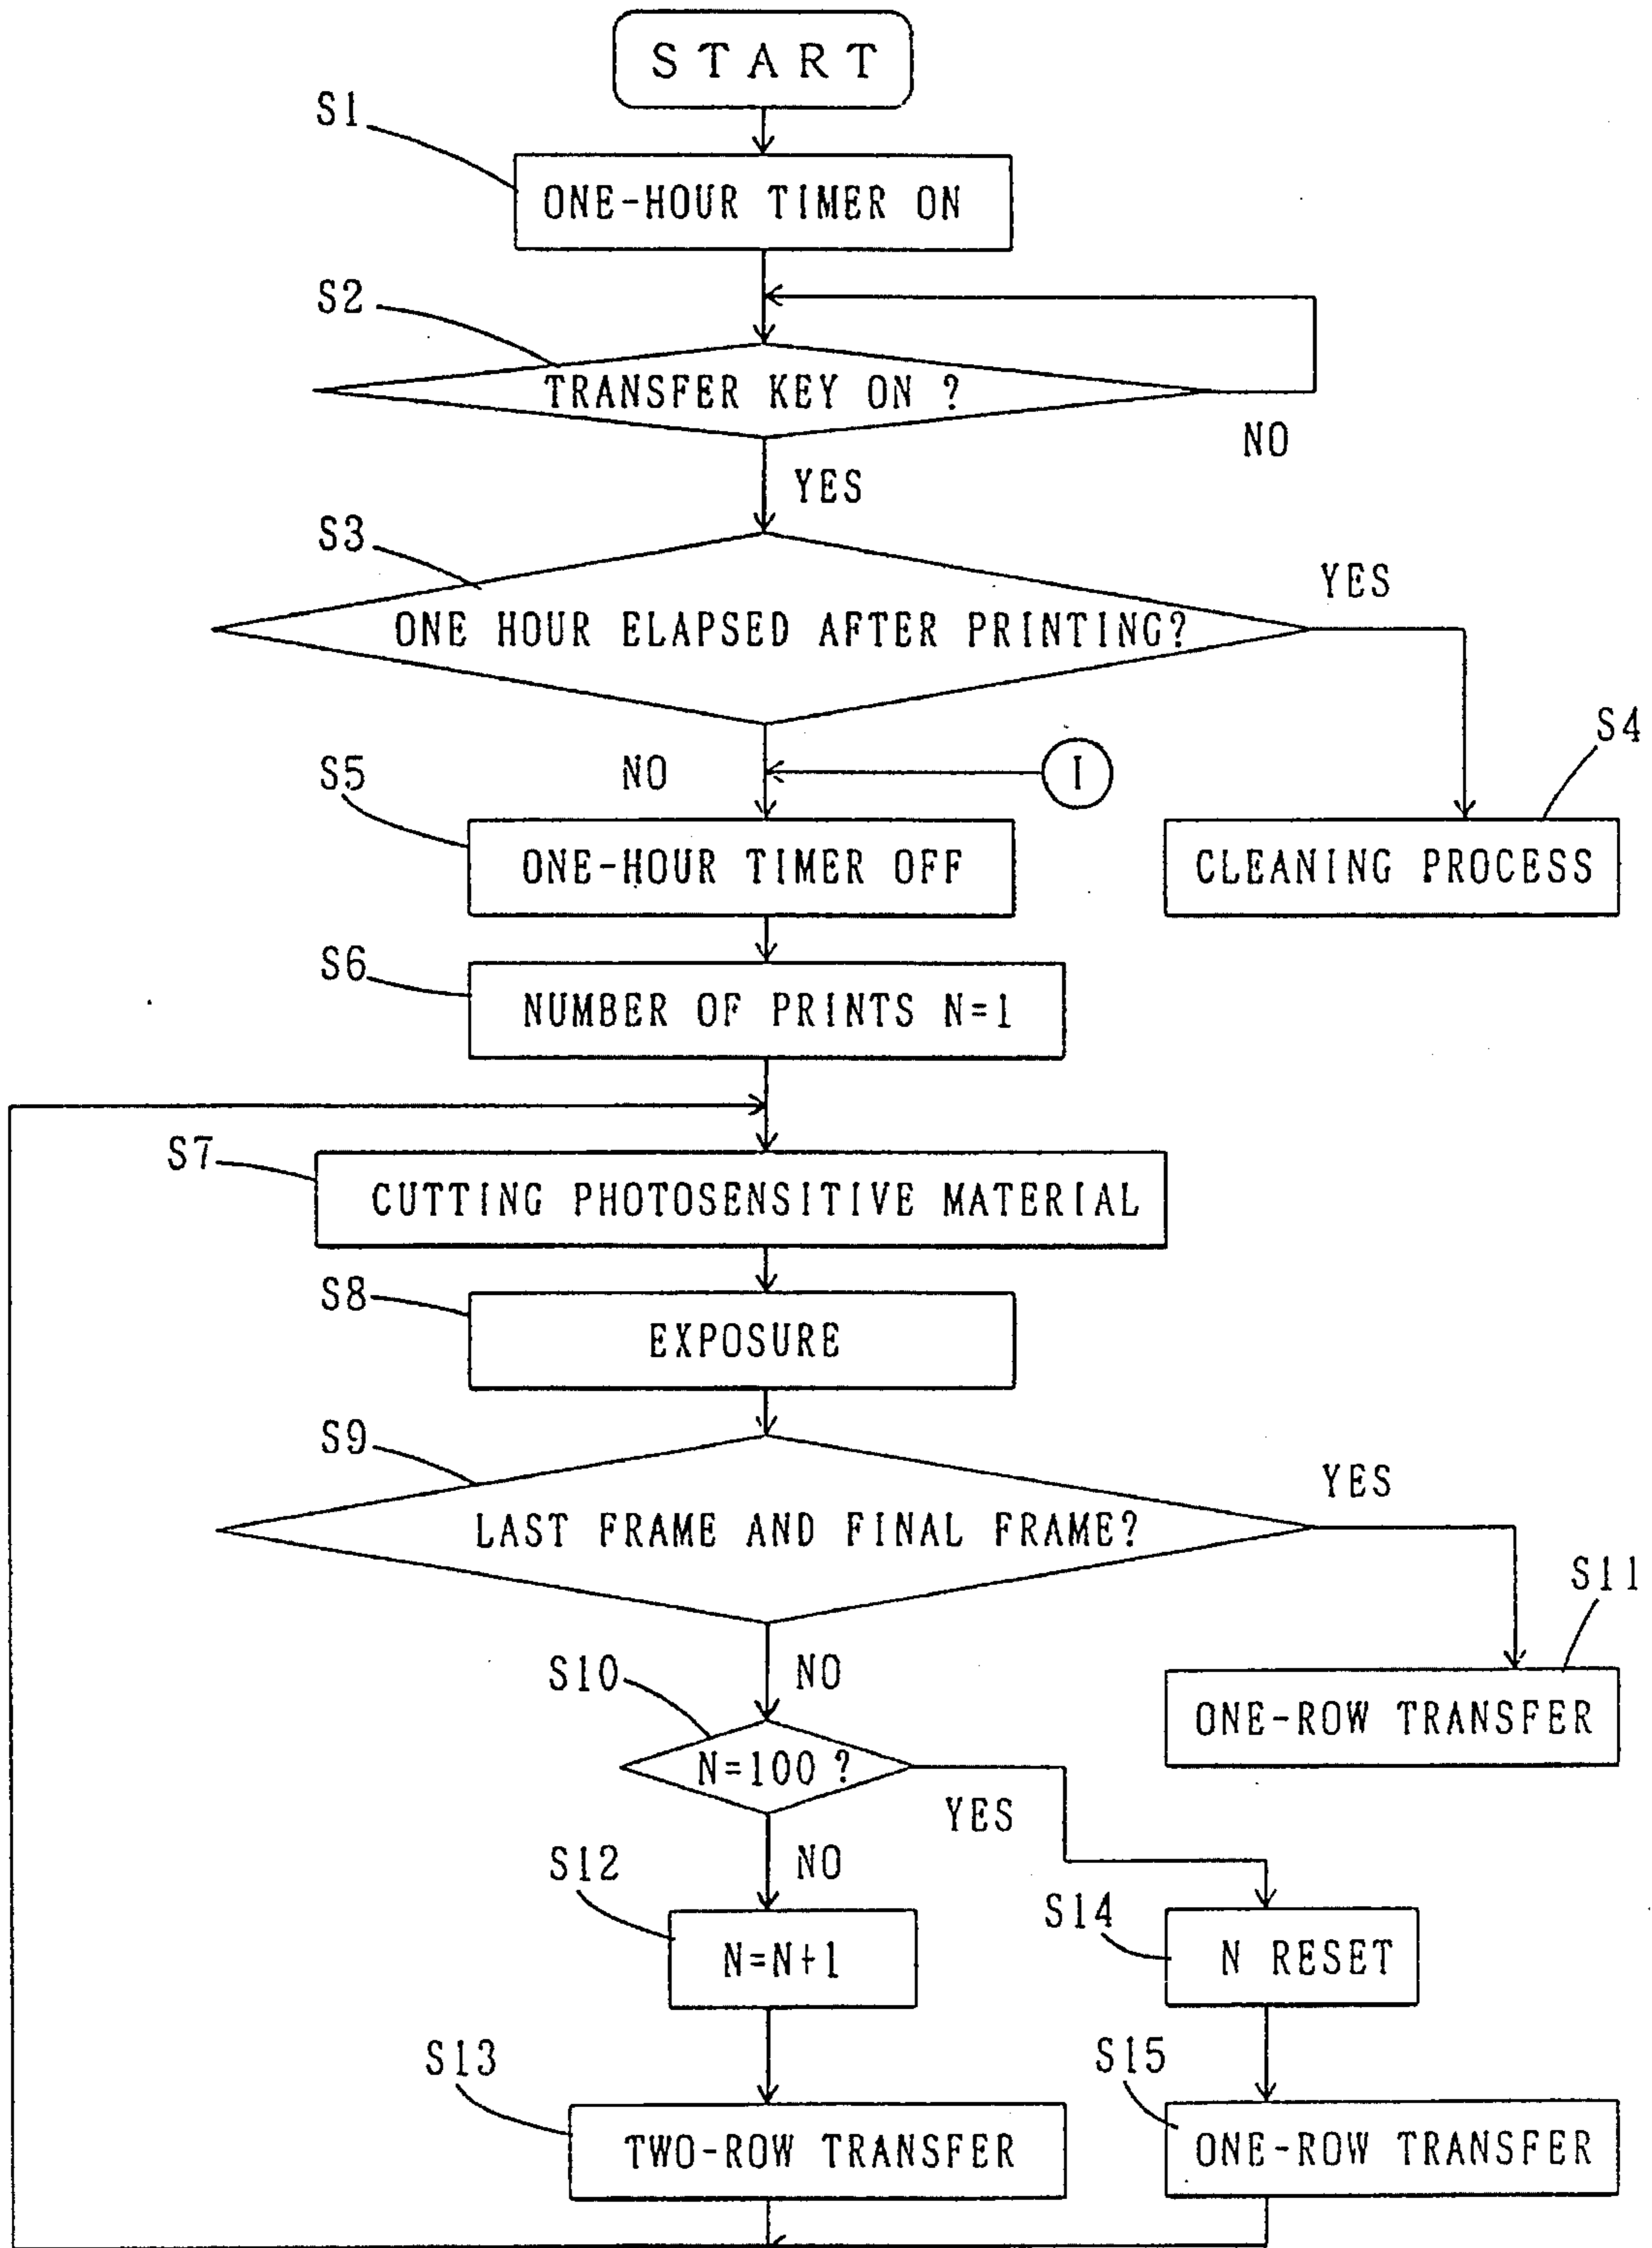 START
S1
ONE-HOUR TIMER ON
S2
TRANSFER KEY ON ?
NO
YES
S3
YES
ONE HOUR ELAPSED AFTER PRINTING?
S4
S5
NO
I
ONE-HOUR TIMER OFF
CLEANING PROCESS
S6
NUMBER OF PRINTS N=1
S7
CUTTING PHOTOSENSITIVE MATERIAL
S8
EXPOSURE
S9
YES
LAST FRAME AND FINAL FRAME?
S11
S10
NO
ONE-ROW TRANSFER
N=100 ?
YES
S12
NO
S14
N=N+1
N RESET
S13
S15
TWO-ROW TRANSFER
ONE-ROW TRANSFER